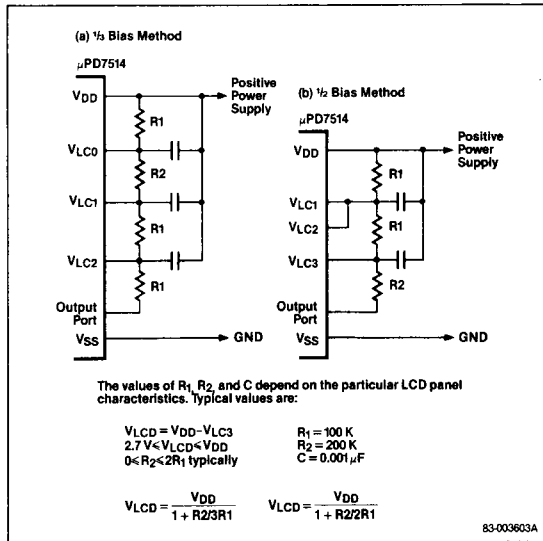 (a) 1/3 Bias Method
μPD7514
VDD
Positive
Power
Supply
R1
VLC0
R2
VLC1
R1
VLC2
R1
Output
Port
VSS
GND
(b) 1/2 Bias Method
μPD7514
VDD
Positive
Power
Supply
R1
VLC1
VLC2
R1
VLC3
R2
Output
Port
VSS
GND
The values of R1, R2, and C depend on the particular LCD panel
characteristics. Typical values are:
VLCD = VDD-VLC3
2.7 V≤VLCD≤VDD
0≤R2≤2R1 typically
R1 = 100 K
R2 = 200 K
C = 0.001 μF
VLCD = VDD / 1 + R2/3R1
VLCD = VDD / 1 + R2/2R1
83-003603A